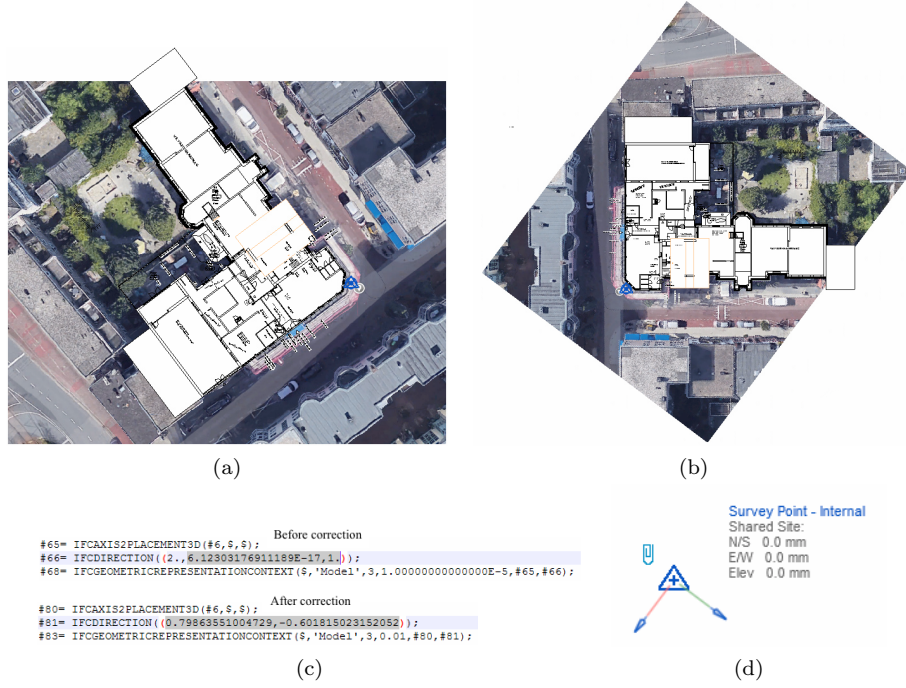 (a)
(b)
Before correction
#65= IFCAXIS2PLACEMENT3D(#6,$,$);
#66= IFCDIRECTION((2.,6.12303176911189E-17,1.));
#68= IFCGEOMETRICREPRESENTATIONCONTEXT($,'Model',3,1.00000000000000E-5,#65,#66);
After correction
#80= IFCAXIS2PLACEMENT3D(#6,$,$);
#81= IFCDIRECTION((0.79863551004729,-0.601815023152052));
#83= IFCGEOMETRICREPRESENTATIONCONTEXT($,'Model',3,0.01,#80,#81);
(c)
Survey Point - Internal
Shared Site:
N/S 0.0 mm
E/W 0.0 mm
Elev 0.0 mm
(d)